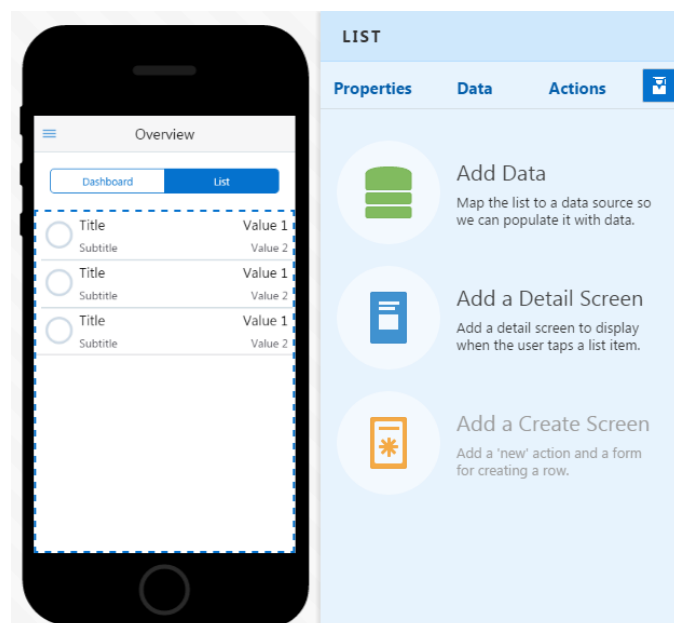 LIST
Properties Data Actions
Overview
Dashboard List
Title Value 1
Subtitle Value 2
Title Value 1
Subtitle Value 2
Title Value 1
Subtitle Value 2
Add Data
Map the list to a data source so
we can populate it with data.
Add a Detail Screen
Add a detail screen to display
when the user taps a list item.
Add a Create Screen
Add a 'new' action and a form
for creating a row.